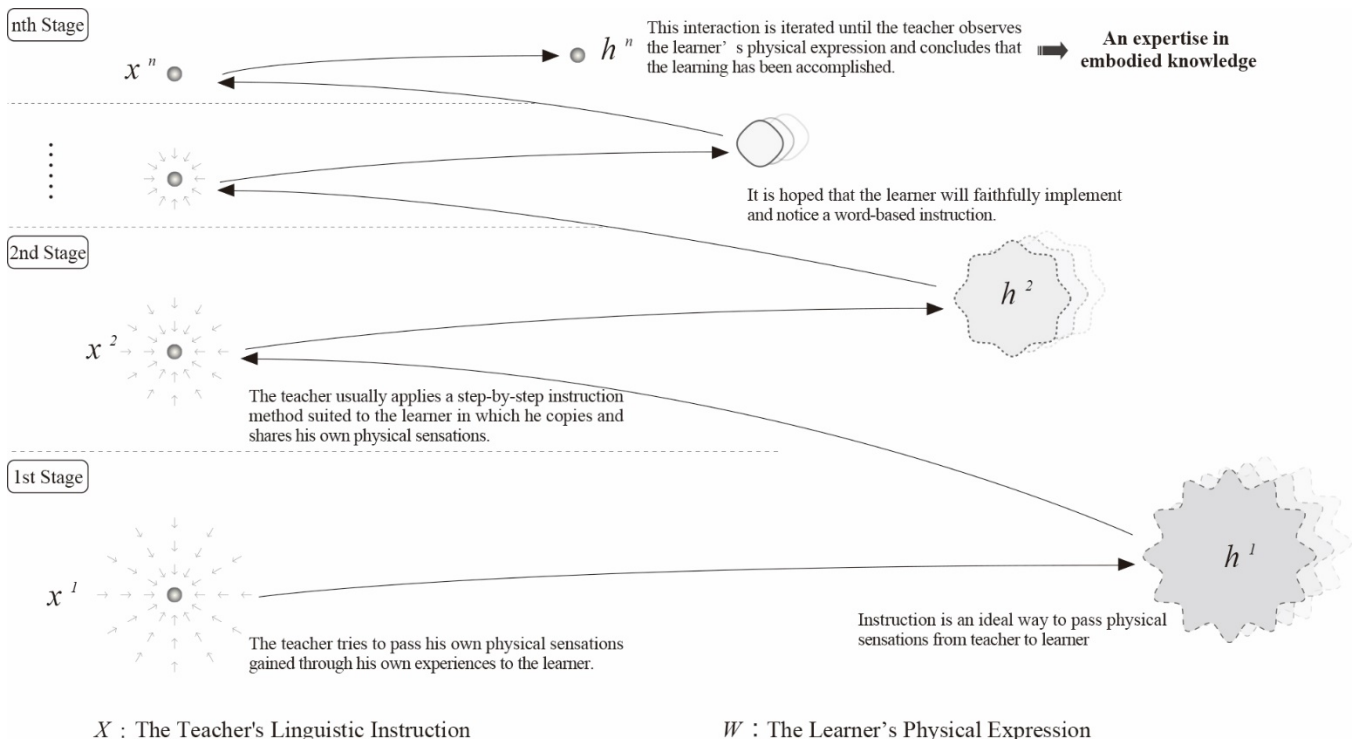 nth Stage
x n
h n
This interaction is iterated until the teacher observes
the learner’ s physical expression and concludes that
the learning has been accomplished.
An expertise in
embodied knowledge
It is hoped that the learner will faithfully implement
and notice a word-based instruction.
2nd Stage
x 2
h 2
The teacher usually applies a step-by-step instruction
method suited to the learner in which he copies and
shares his own physical sensations.
1st Stage
x 1
h 1
The teacher tries to pass his own physical sensations
gained through his own experiences to the learner.
Instruction is an ideal way to pass physical
sensations from teacher to learner
X : The Teacher's Linguistic Instruction
W : The Learner’s Physical Expression